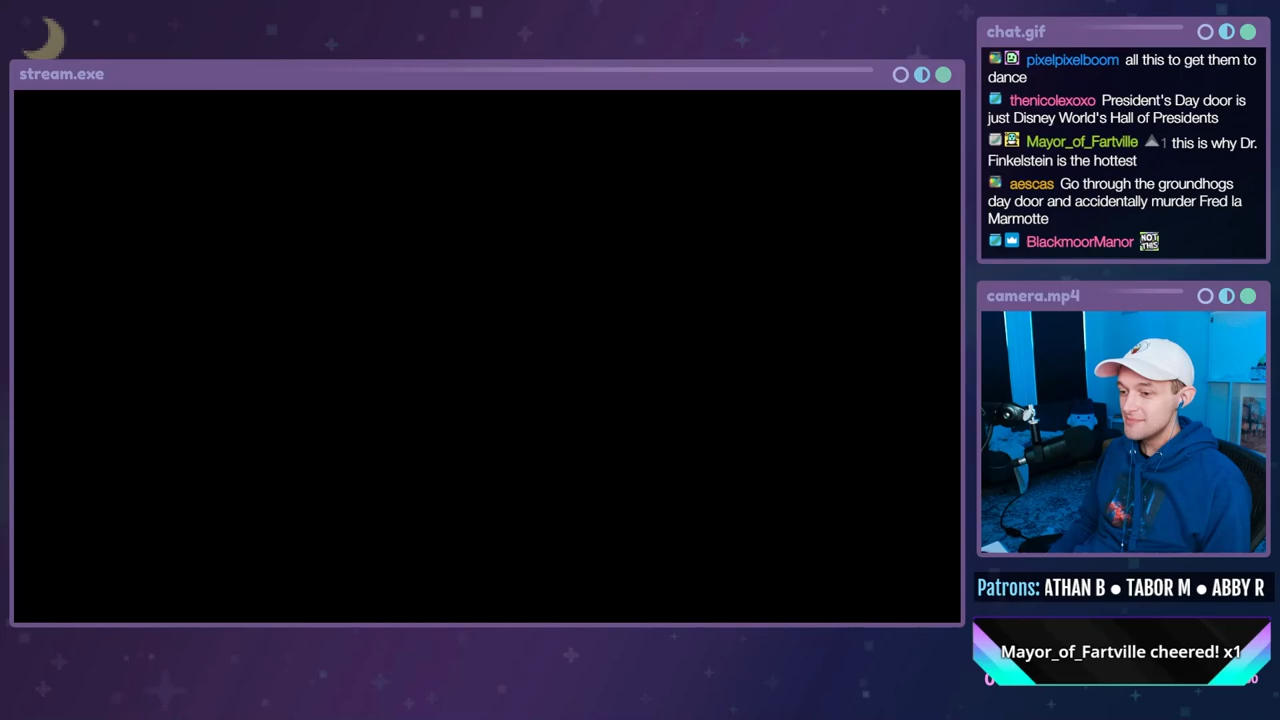 stream.exe
chat.gif
pixelpixelboom all this to get them to
dance
thenicolexoxo President's Day door is
just Disney World's Hall of Presidents
Mayor_of_Fartville 1 this is why Dr.
Finkelstein is the hottest
aescas Go through the groundhogs
day door and accidentally murder Fred la
Marmotte
BlackmoorManor NOT THIS
camera.mp4
Patrons: ATHAN B ● TABOR M ● ABBY R
Mayor_of_Fartville cheered! x1